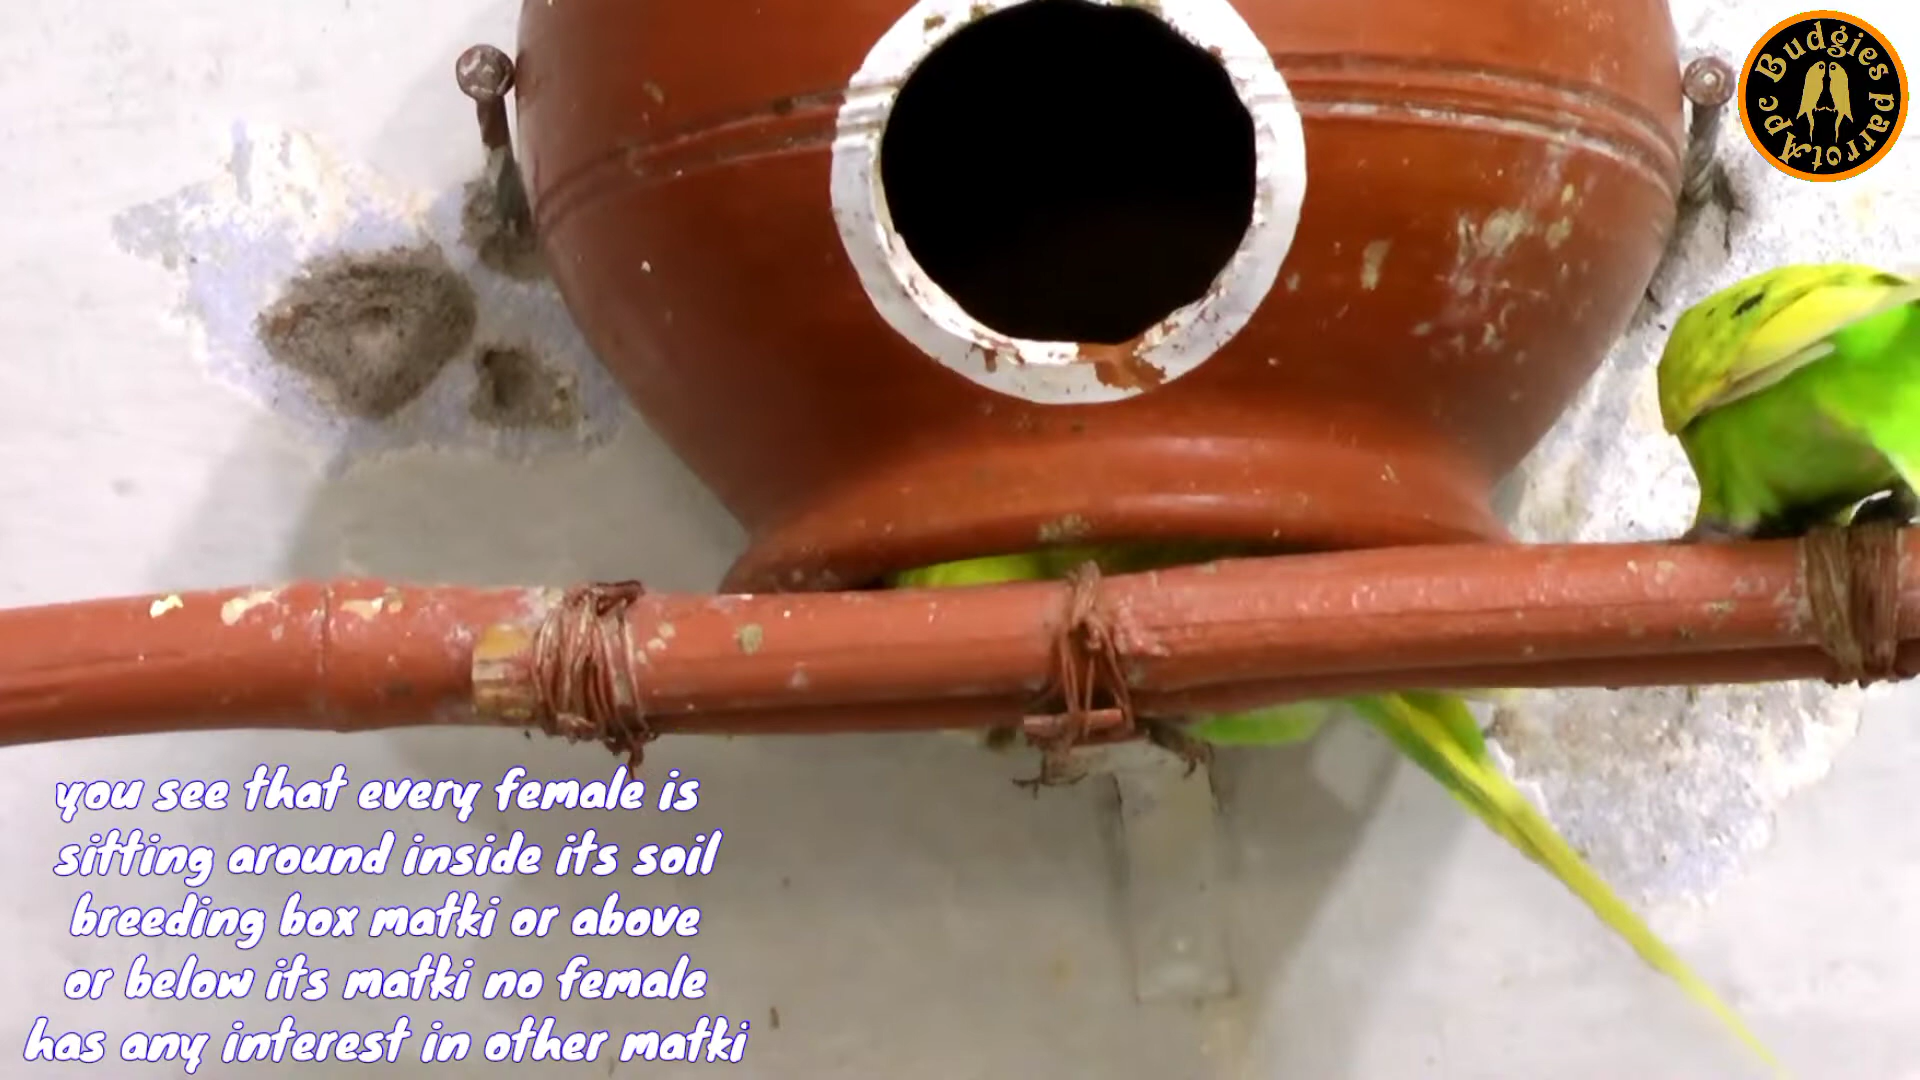 Apc Budgies parrot
you see that every female is
sitting around inside its soil
breeding box matki or above
or below its matki no female
has any interest in other matki